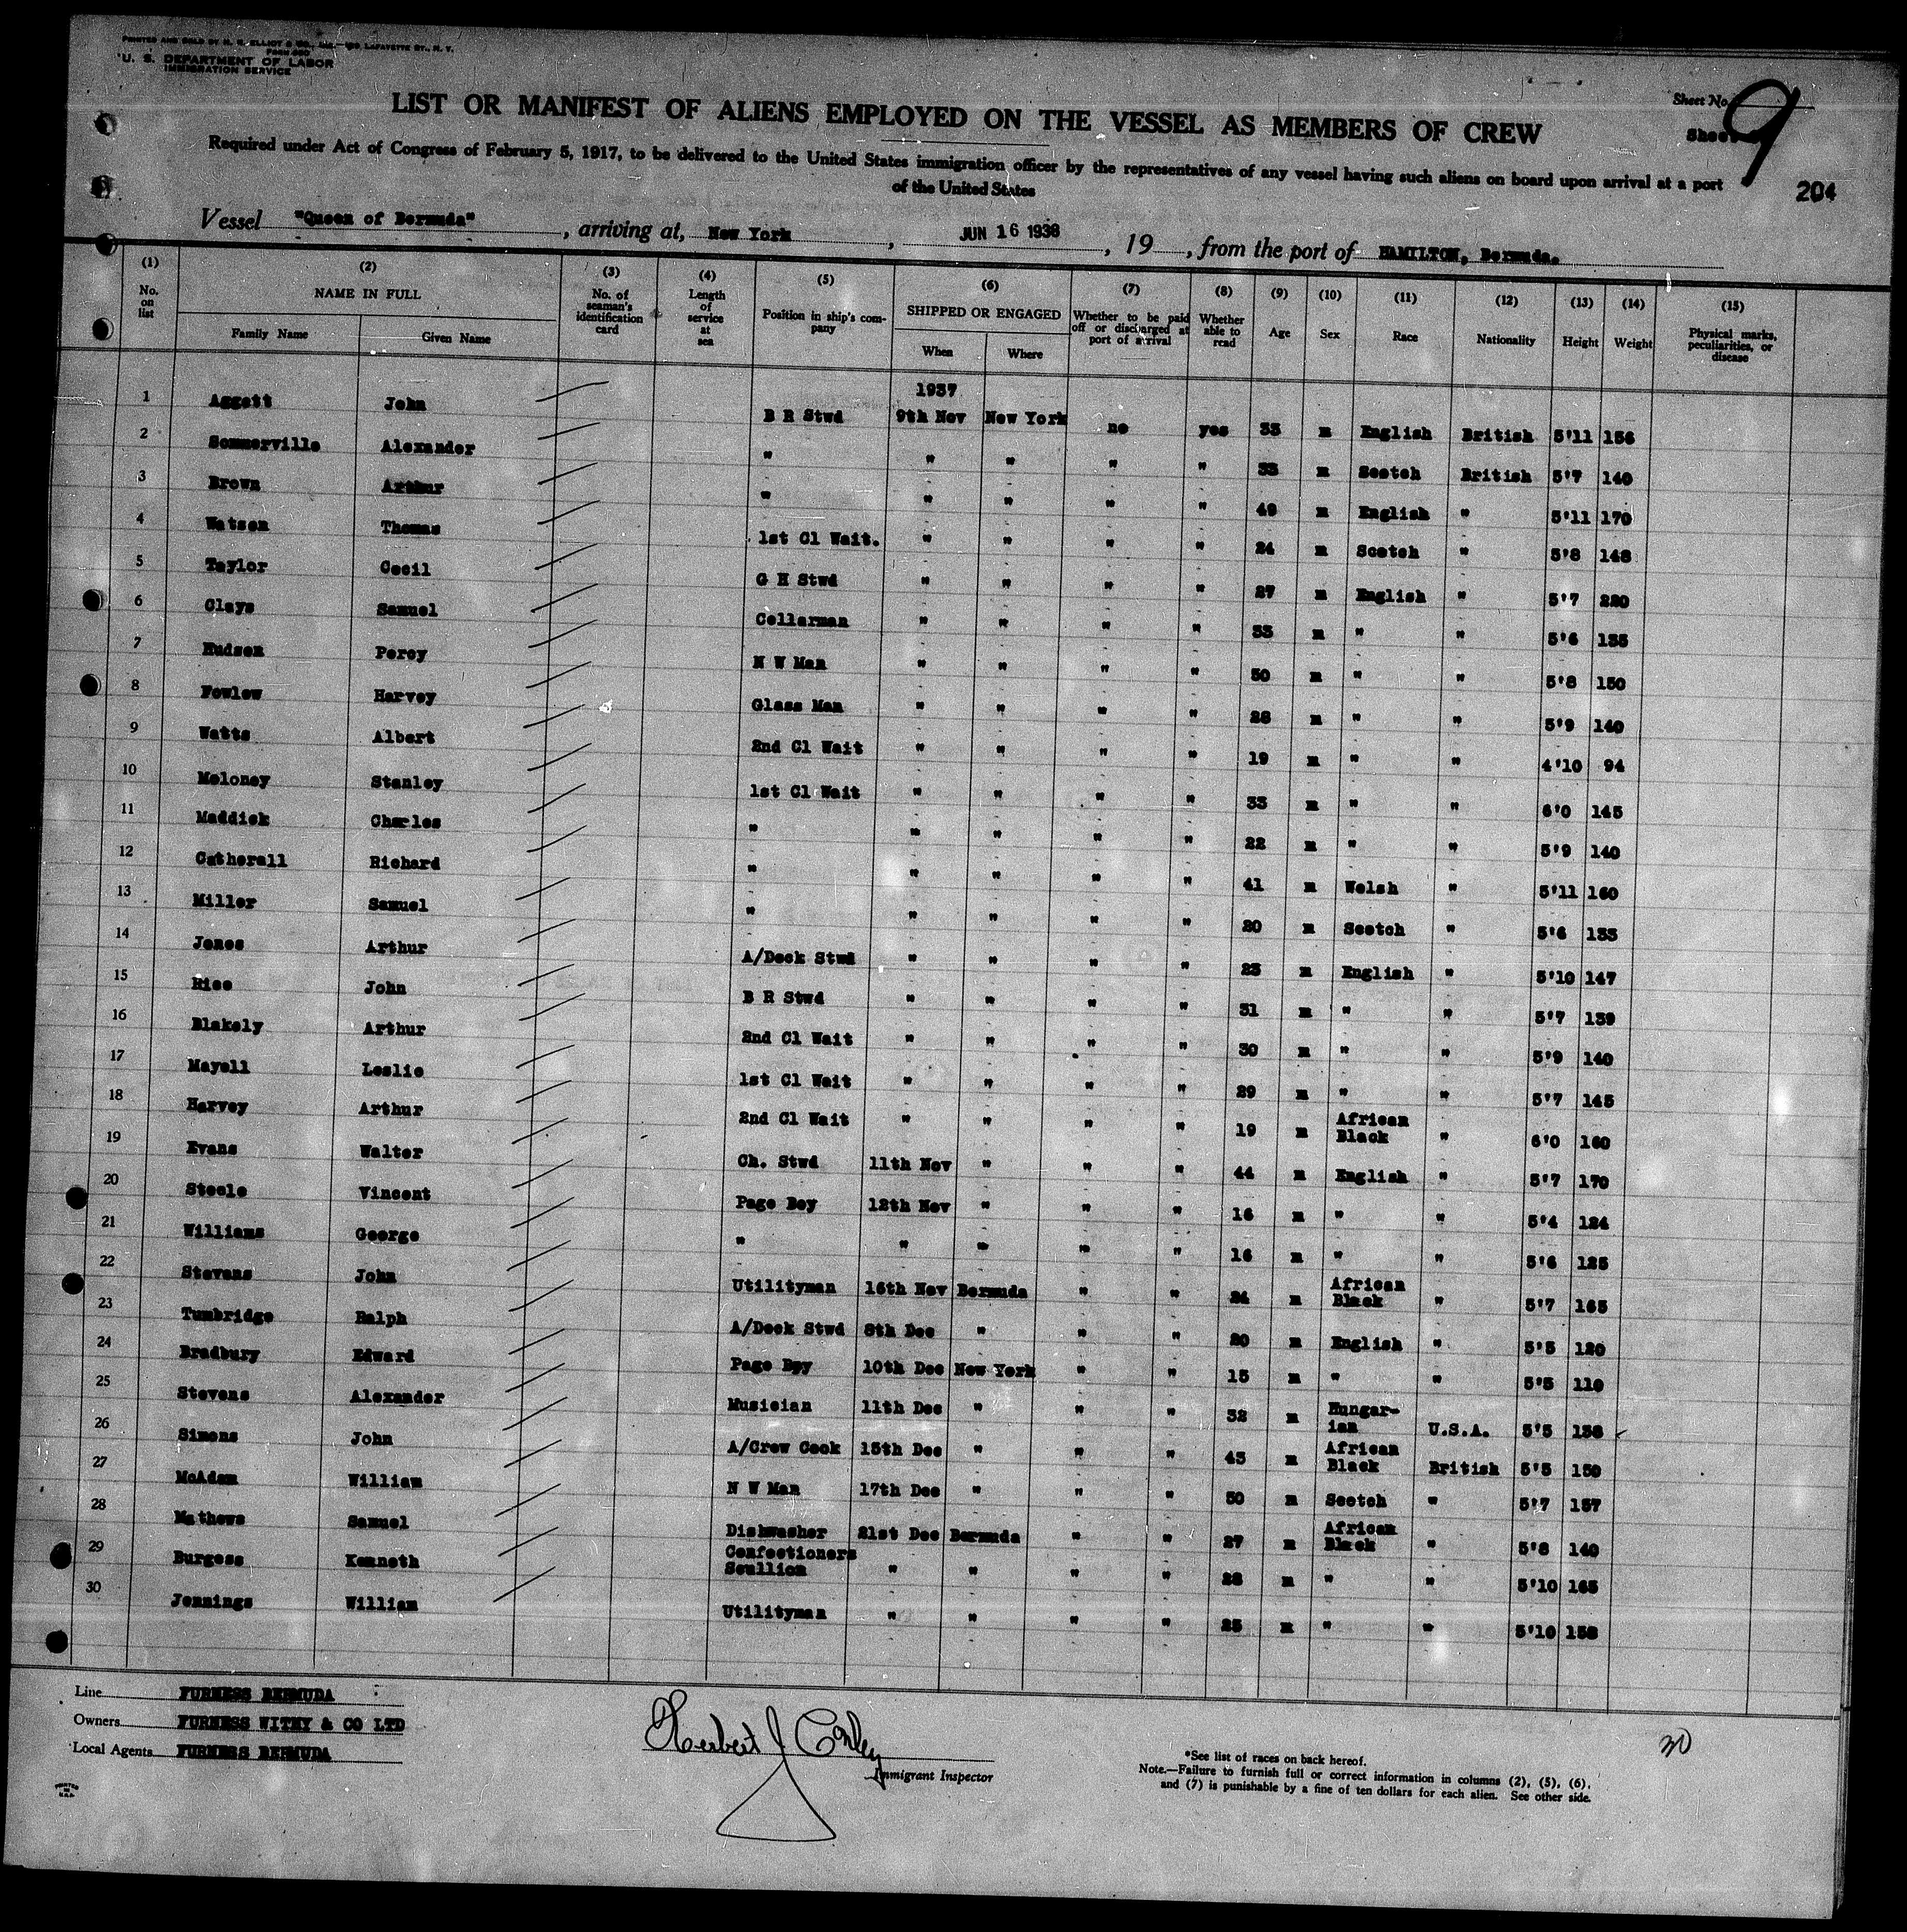 PRINTED AND SOLD BY
LAFAYETTE ST., N. Y.
U. S. DEPARTMENT OF LABOR
IMMIGRATION SERVICE
Sheet No.
9
LIST OR MANIFEST OF ALIENS EMPLOYED ON THE VESSEL AS MEMBERS OF CREW
Required under Act of Congress of February 5, 1917, to be delivered to the United States immigration officer by the representatives of any vessel having such aliens on board upon arrival at a port
of the United States
204
Vessel "Queen of Bermuda", arriving at, New York, JUN 16 1938, 19, from the port of HAMILTON, Bermuda.
(1) (2) (3) (4) (5) (6) (7) (8) (9) (10) (11) (12) (13) (14) (15)
No. on list NAME IN FULL Family Name Given Name No. of seaman's identification card Length of service at sea Position in ship's company SHIPPED OR ENGAGED When Where Whether to be paid off or discharged at port of arrival Whether able to read Age Sex Race Nationality Height Weight Physical marks, peculiarities, or disease
1937
1 Aggett John B R Stwd 9th Nov New York no yes 33 m English British 5'11 156
2 Sommerville Alexander " " " " " 33 m Scotch British 5'7 140
3 Brown Arthur " " " " " 49 m English " 5'11 170
4 Watson Thomas 1st Cl Wait. " " " " 24 m Scotch " 5'8 148
5 Taylor Cecil G H Stwd " " " " 27 m English " 5'7 220
6 Clays Samuel Cellarman " " " " 33 m " " 5'6 135
7 Hudson Percy N W Man " " " " 50 m " " 5'8 150
8 Fowlow Harvey Glass Man " " " " 28 m " " 5'9 140
9 Watts Albert 2nd Cl Wait " " " " 19 m " " 4'10 94
10 Meloney Stanley 1st Cl Wait " " " " 33 m " " 6'0 145
11 Maddick Charles " " " " " 22 m " " 5'9 140
12 Catherall Richard " " " " " 41 m Welsh " 5'11 160
13 Miller Samuel " " " " " 20 m Scotch " 5'6 133
14 Jones Arthur A/Deck Stwd " " " " 23 m English " 5'10 147
15 Rice John B R Stwd " " " " 31 m " " 5'7 139
16 Blakely Arthur 2nd Cl Wait " " " " 30 m " " 5'9 140
17 Mayell Leslie 1st Cl Wait " " " " 29 m " " 5'7 145
18 Harvey Arthur 2nd Cl Wait " " " " 19 m African Black " 6'0 160
19 Evans Walter Ch. Stwd 11th Nov " " " 44 m English " 5'7 170
20 Steele Vincent Page Boy 12th Nov " " " 16 m " " 5'4 124
21 Williams George " " " " " 16 m " " 5'6 125
22 Stevens John Utilityman 16th Nov Bermuda " " 24 m African Black " 5'7 165
23 Tumbridge Ralph A/Deck Stwd 8th Dec " " " 20 m English " 5'5 120
24 Bradbury Edward Page Boy 10th Dec New York " " 15 m " " 5'5 110
25 Stevens Alexander Musician 11th Dec " " " 32 m Hungarian U.S.A. 5'5 138
26 Simons John A/Crew Cook 15th Dec " " " 45 m African Black British 5'5 150
27 McAdam William N W Man 17th Dec " " " 50 m Scotch " 5'7 157
28 Mathews Samuel Dishwasher 21st Dec Bermuda " " 27 m African Black " 5'8 140
29 Burgess Kenneth Confectioners Scullion " " " " 28 m " " 5'10 165
30 Jennings William Utilityman " " " " 25 m " " 5'10 158
Line FURNESS BERMUDA
Owners FURNESS WITHY & CO LTD
Local Agents FURNESS BERMUDA
Herbert J Conley
Immigrant Inspector
*See list of races on back hereof.
Note.—Failure to furnish full or correct information in columns (2), (5), (6),
and (7) is punishable by a fine of ten dollars for each alien. See other side.
30
PRINTED IN U.S.A.